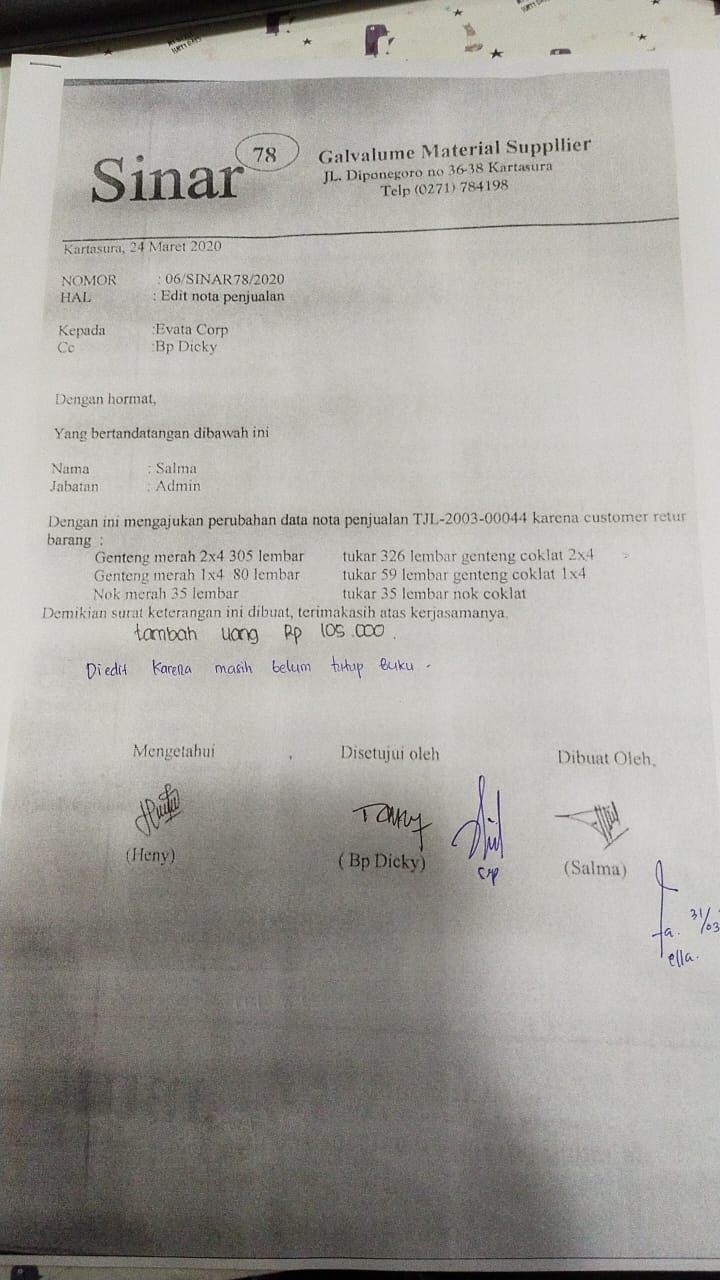 Sinar 78
Galvalume Material Suppllier
JL. Diponegoro no 36-38 Kartasura
Telp (0271) 784198
Kartasura, 24 Maret 2020
NOMOR : 06/SINAR78/2020
HAL : Edit nota penjualan
Kepada :Evata Corp
Cc :Bp Dicky
Dengan hormat,
Yang bertandatangan dibawah ini
Nama : Salma
Jabatan : Admin
Dengan ini mengajukan perubahan data nota penjualan TJL-2003-00044 karena customer retur
barang :
Genteng merah 2x4 305 lembar tukar 326 lembar genteng coklat 2x4
Genteng merah 1x4 80 lembar tukar 59 lembar genteng coklat 1x4
Nok merah 35 lembar tukar 35 lembar nok coklat
Demikian surat keterangan ini dibuat, terimakasih atas kerjasamanya.
tambah uang Rp 105.000.
Diedit karena masih belum tutup buku.
Mengetahui , Disetujui oleh Dibuat Oleh,
(Heny) ( Bp Dicky) (Salma)
31/03
ella.